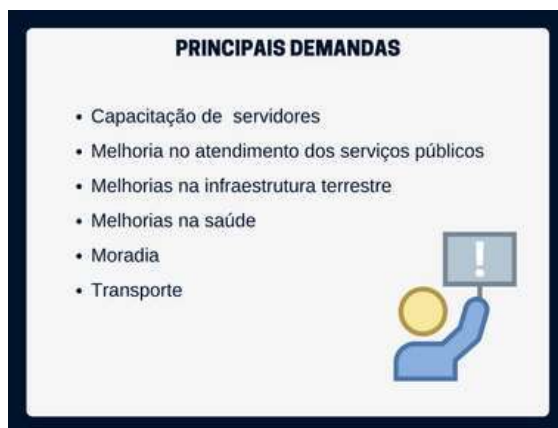 PRINCIPAIS DEMANDAS
• Capacitação de servidores
• Melhoria no atendimento dos serviços públicos
• Melhorias na infraestrutura terrestre
• Melhorias na saúde
• Moradia
• Transporte
!